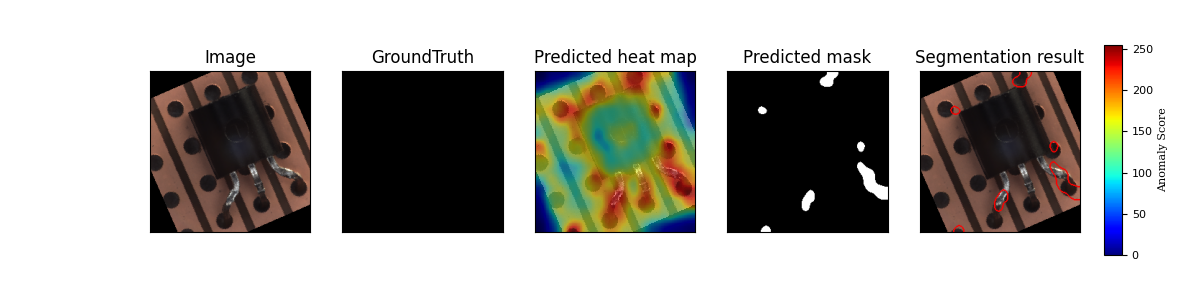 Image
GroundTruth
Predicted heat map
Predicted mask
Segmentation result
250
200
150
100
50
0
Anomaly Score